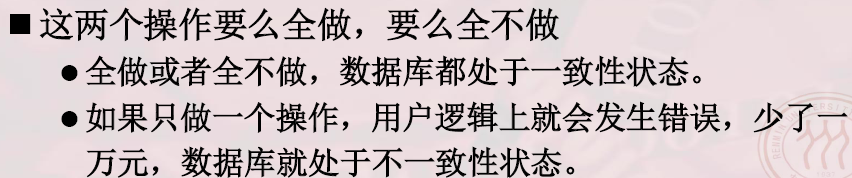 ■ 这两个操作要么全做，要么全不做
● 全做或者全不做，数据库都处于一致性状态。
● 如果只做一个操作，用户逻辑上就会发生错误，少了一
万元，数据库就处于不一致性状态。